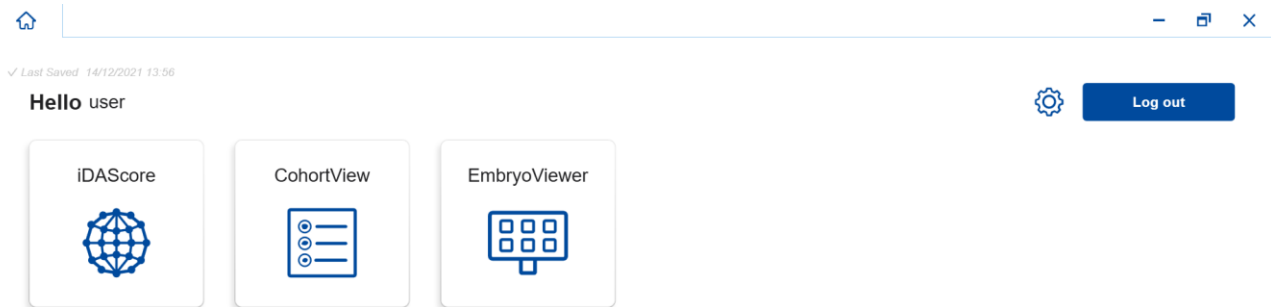 Last Saved 14/12/2021 13:56
Hello user
Log out
iDAScore
CohortView
EmbryoViewer